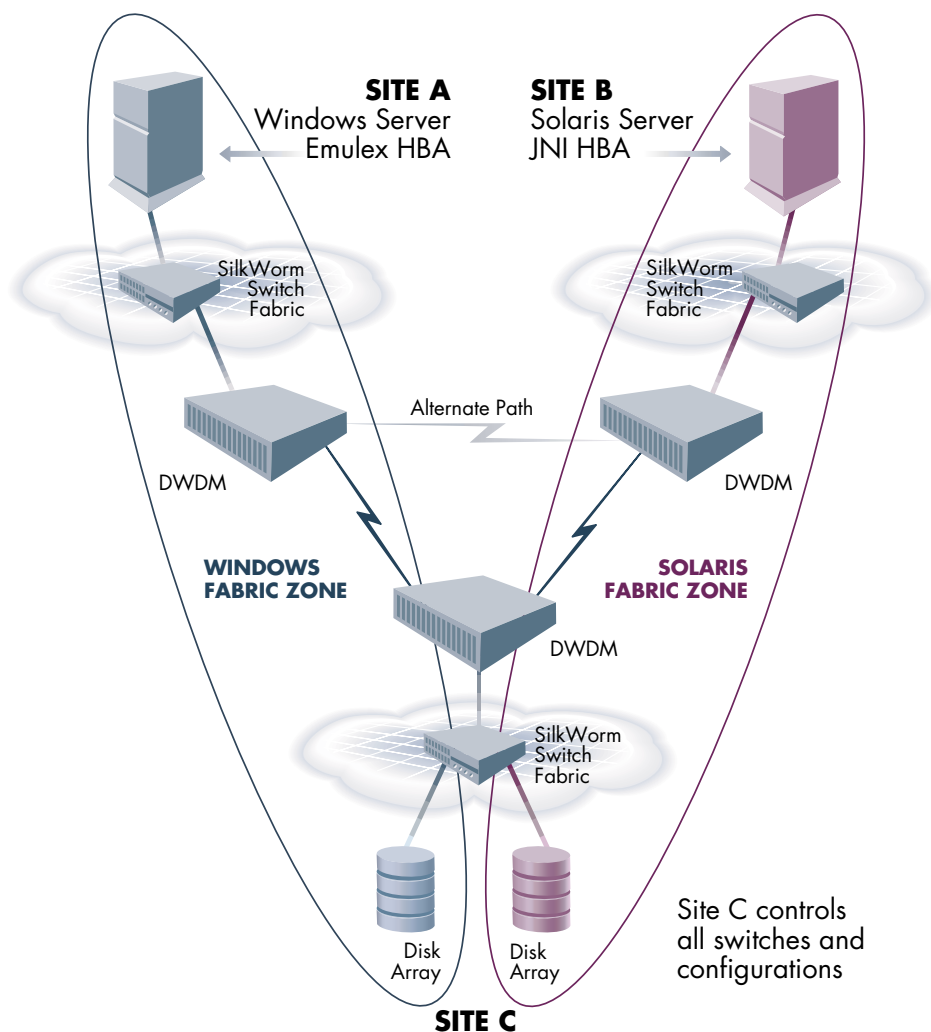 SITE A
Windows Server
Emulex HBA
SITE B
Solaris Server
JNI HBA
SilkWorm
Switch
Fabric
SilkWorm
Switch
Fabric
Alternate Path
DWDM
DWDM
WINDOWS
FABRIC ZONE
SOLARIS
FABRIC ZONE
DWDM
SilkWorm
Switch
Fabric
Disk
Array
Disk
Array
Site C controls
all switches and
configurations
SITE C